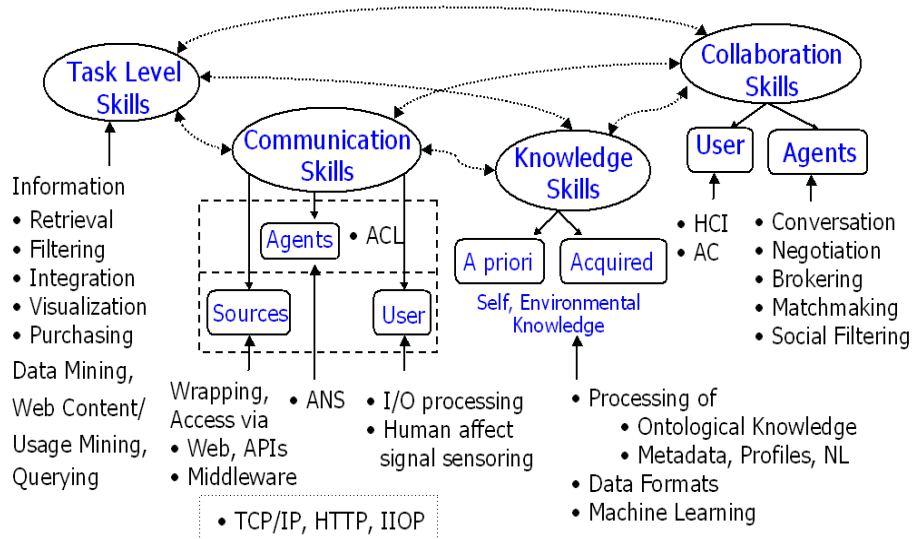 Task Level
Skills
Collaboration
Skills
Communication
Skills
Knowledge
Skills
User
Agents
Information
• Retrieval
• Filtering
• Integration
• Visualization
• Purchasing
Data Mining,
Web Content/
Usage Mining,
Querying
Agents
• ACL
Sources
User
A priori
Acquired
Self, Environmental
Knowledge
• HCI
• AC
• Conversation
• Negotiation
• Brokering
• Matchmaking
• Social Filtering
Wrapping,
Access via
• Web, APIs
• Middleware
• ANS
• I/O processing
• Human affect
signal sensoring
• TCP/IP, HTTP, IIOP
• Processing of
• Ontological Knowledge
• Metadata, Profiles, NL
• Data Formats
• Machine Learning